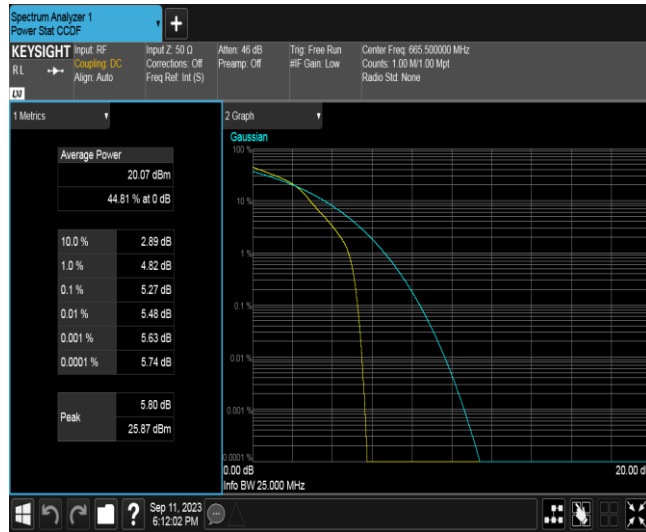 Spectrum Analyzer 1
Power Stat CCDF
KEYSIGHT
RL
LXI
Input: RF
Coupling: DC
Align: Auto
Input Z: 50 Ω
Corrections: Off
Freq Ref: Int (S)
Atten: 46 dB
Preamp: Off
Trig: Free Run
#IF Gain: Low
Center Freq: 665.500000 MHz
Counts: 1.00 M/1.00 Mpt
Radio Std: None
1 Metrics
Average Power
20.07 dBm
44.81 % at 0 dB
10.0 % 2.89 dB
1.0 % 4.82 dB
0.1 % 5.27 dB
0.01 % 5.48 dB
0.001 % 5.63 dB
0.0001 % 5.74 dB
Peak
5.80 dB
25.87 dBm
2 Graph
Gaussian
100 %
10 %
1 %
0.1 %
0.01 %
0.001 %
0.0001 %
0.00 dB
20.00 d
Info BW 25.000 MHz
?
Sep 11, 2023
6:12:02 PM